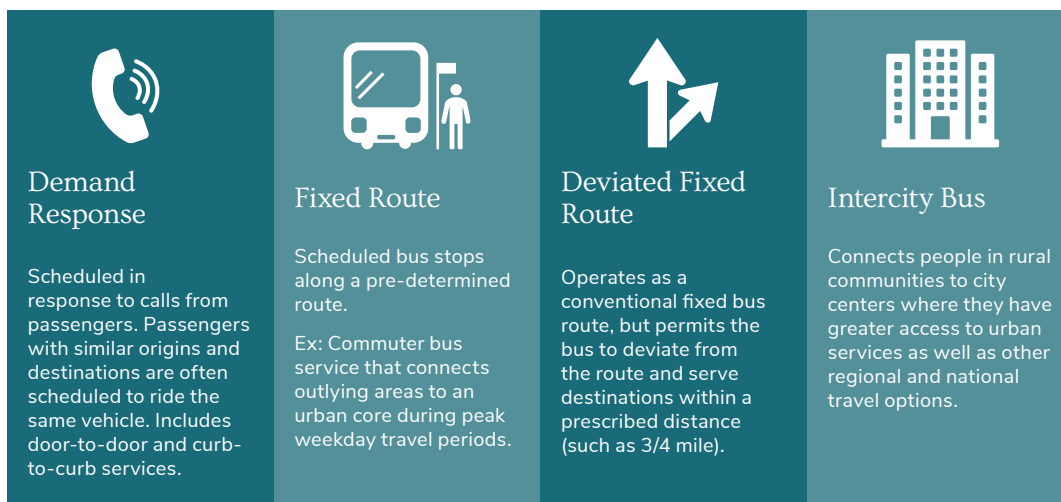 Demand
Response
Scheduled in
response to calls from
passengers. Passengers
with similar origins and
destinations are often
scheduled to ride the
same vehicle. Includes
door-to-door and curb-
to-curb services.
Fixed Route
Scheduled bus stops
along a pre-determined
route.
Ex: Commuter bus
service that connects
outlying areas to an
urban core during peak
weekday travel periods.
Deviated Fixed
Route
Operates as a
conventional fixed bus
route, but permits the
bus to deviate from
the route and serve
destinations within a
prescribed distance
(such as 3/4 mile).
Intercity Bus
Connects people in rural
communities to city
centers where they have
greater access to urban
services as well as other
regional and national
travel options.